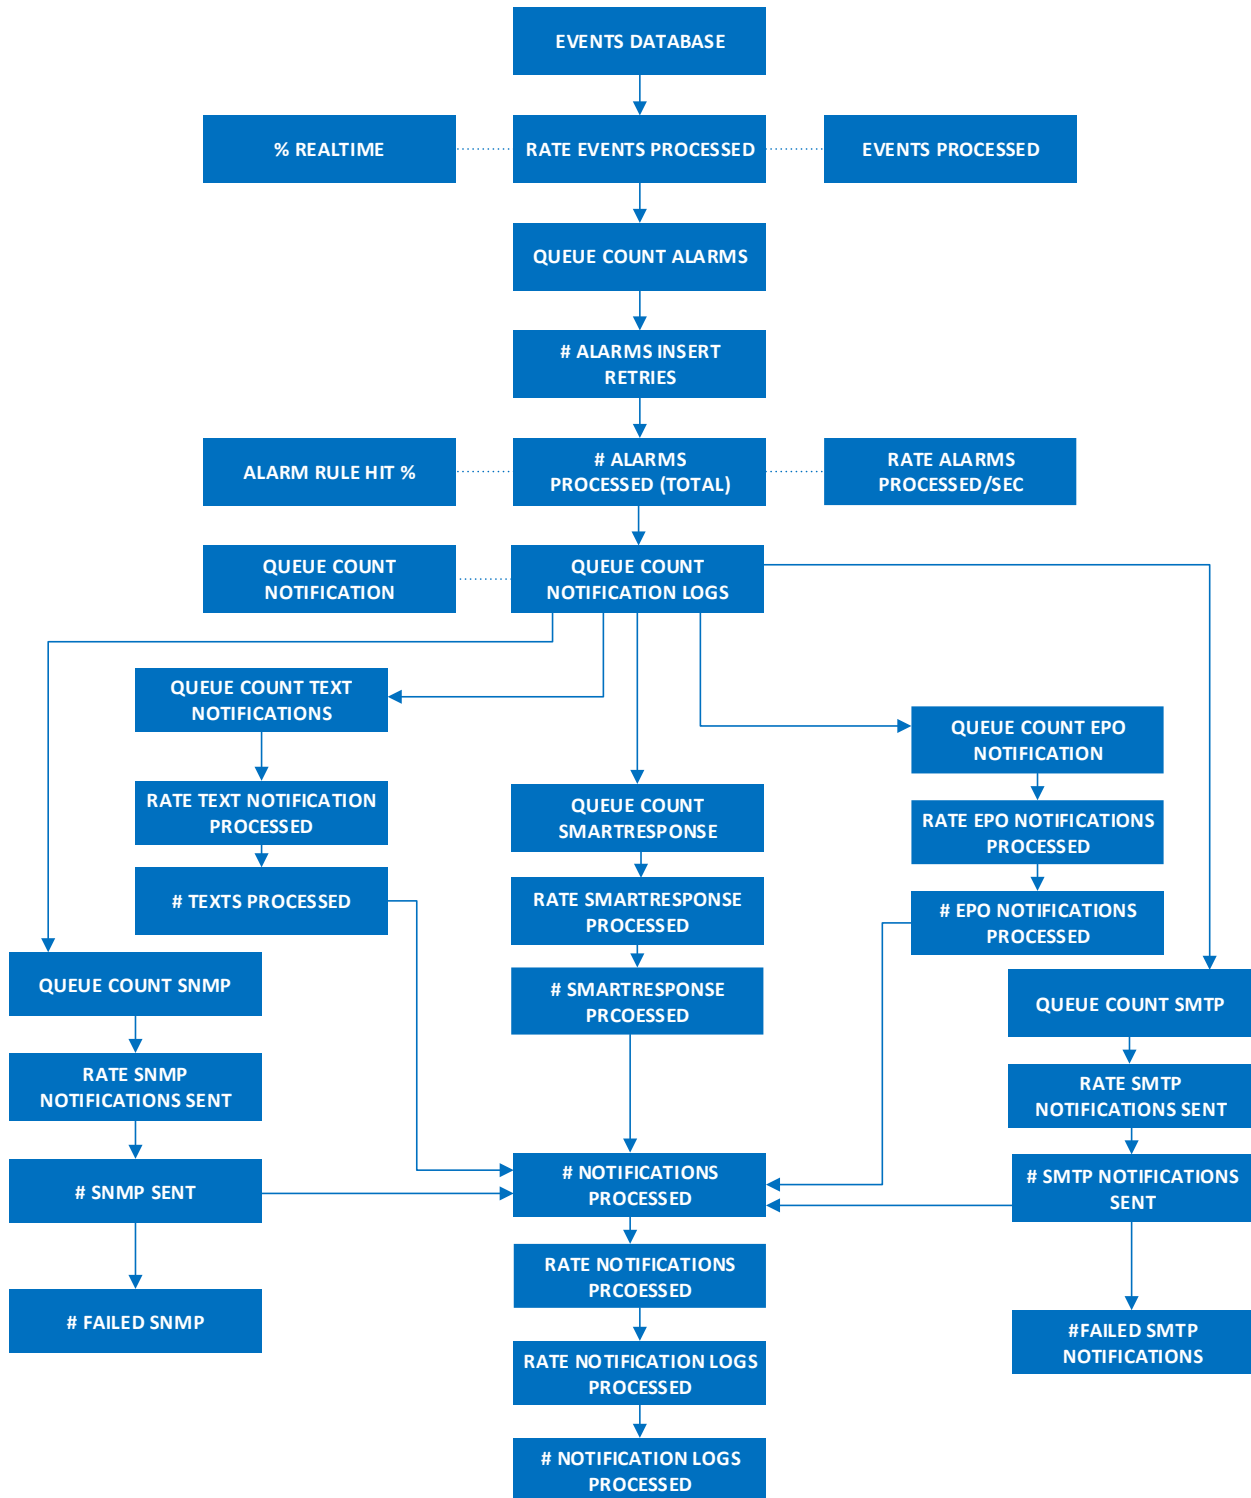 EVENTS DATABASE
% REALTIME
RATE EVENTS PROCESSED
EVENTS PROCESSED
QUEUE COUNT ALARMS
# ALARMS INSERT
RETRIES
ALARM RULE HIT %
# ALARMS
PROCESSED (TOTAL)
RATE ALARMS
PROCESSED/SEC
QUEUE COUNT
NOTIFICATION
QUEUE COUNT
NOTIFICATION LOGS
QUEUE COUNT TEXT
NOTIFICATIONS
QUEUE COUNT EPO
NOTIFICATION
RATE TEXT NOTIFICATION
PROCESSED
QUEUE COUNT
SMARTRESPONSE
RATE EPO NOTIFICATIONS
PROCESSED
# TEXTS PROCESSED
RATE SMARTRESPONSE
PROCESSED
# EPO NOTIFICATIONS
PROCESSED
QUEUE COUNT SNMP
# SMARTRESPONSE
PRCOESSED
QUEUE COUNT SMTP
RATE SNMP
NOTIFICATIONS SENT
RATE SMTP
NOTIFICATIONS SENT
# SNMP SENT
# NOTIFICATIONS
PROCESSED
# SMTP NOTIFICATIONS
SENT
RATE NOTIFICATIONS
PRCOESSED
# FAILED SNMP
#FAILED SMTP
NOTIFICATIONS
RATE NOTIFICATION LOGS
PROCESSED
# NOTIFICATION LOGS
PROCESSED